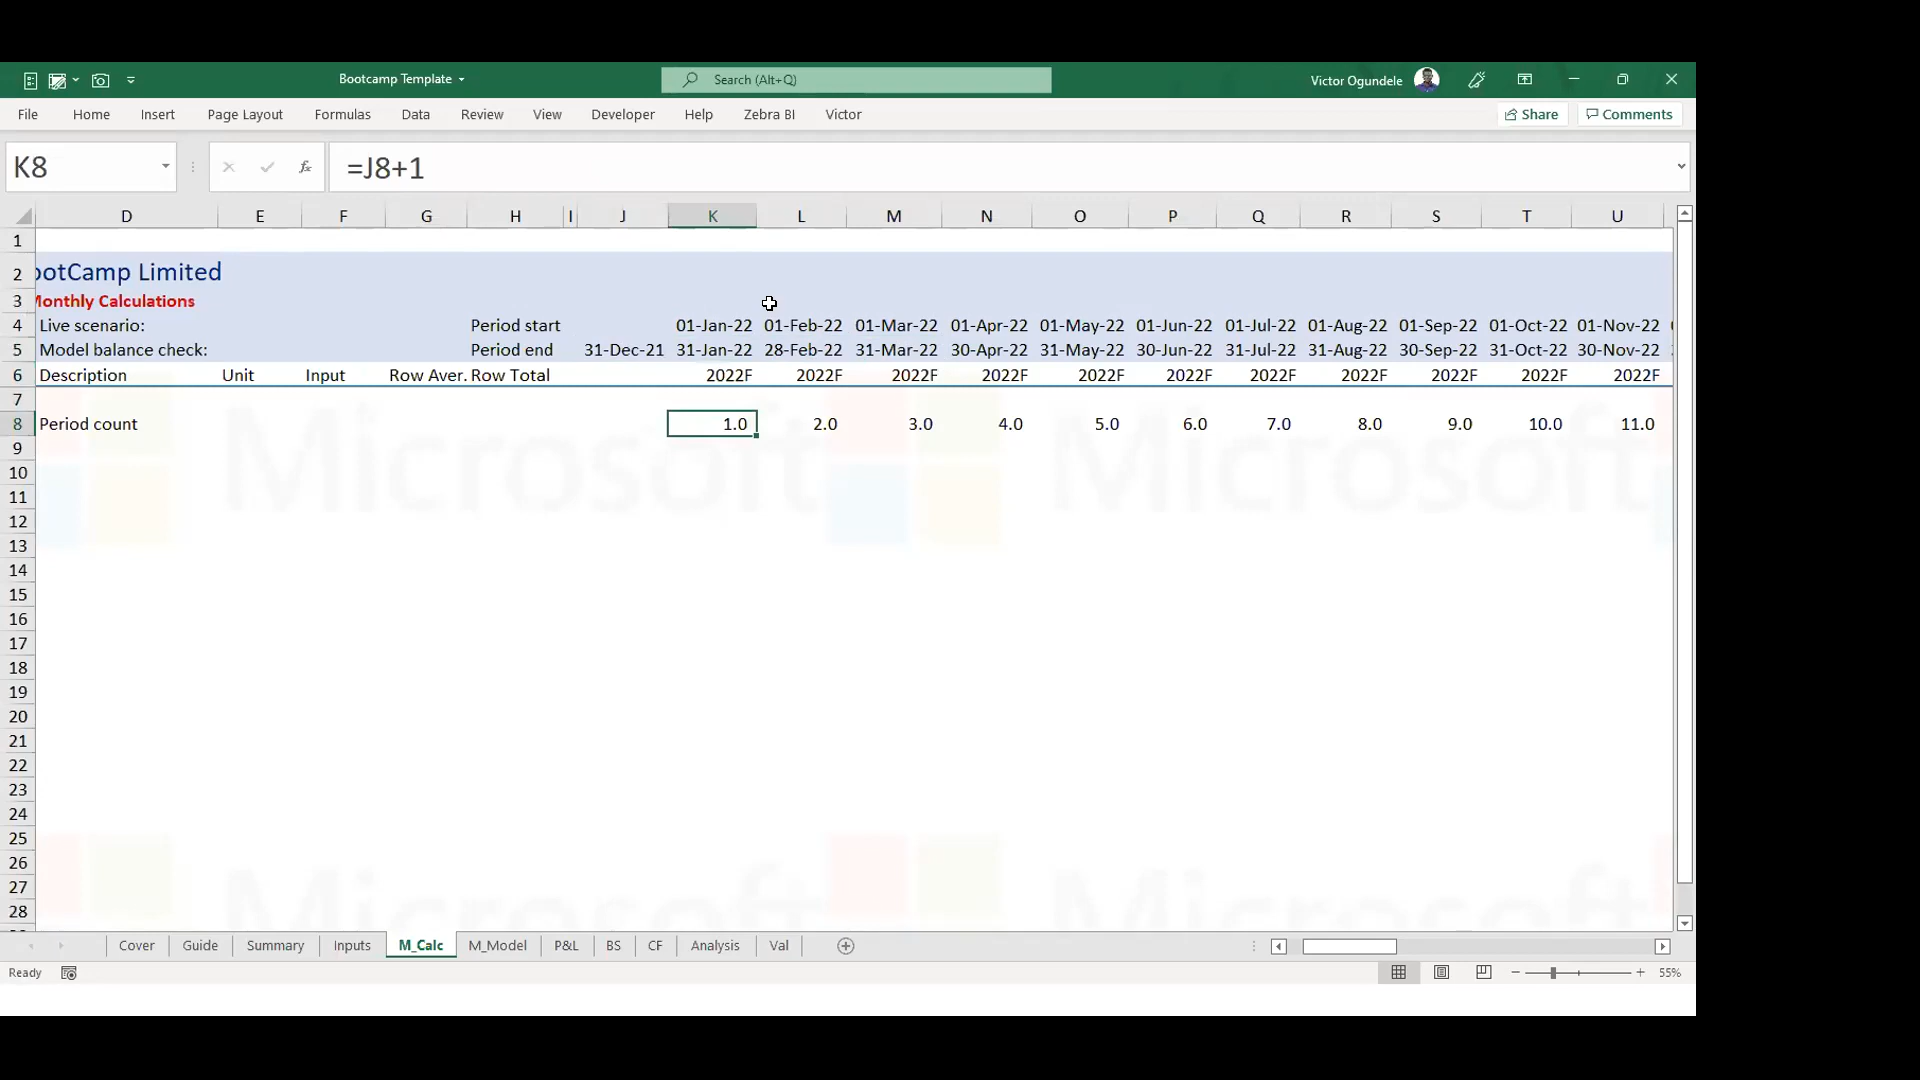 Bootcamp Template
Search (Alt+Q)
Victor Ogundele
File Home Insert Page Layout Formulas Data Review View Developer Help Zebra BI Victor Share Comments
K8 fx =J8+1
D E F G H I J K L M N O P Q R S T U
1
2 ootCamp Limited
3 Monthly Calculations
4 Live scenario: Period start 01-Jan-22 01-Feb-22 01-Mar-22 01-Apr-22 01-May-22 01-Jun-22 01-Jul-22 01-Aug-22 01-Sep-22 01-Oct-22 01-Nov-22
5 Model balance check: Period end 31-Dec-21 31-Jan-22 28-Feb-22 31-Mar-22 30-Apr-22 31-May-22 30-Jun-22 31-Jul-22 31-Aug-22 30-Sep-22 31-Oct-22 30-Nov-22
6 Description Unit Input Row Aver. Row Total 2022F 2022F 2022F 2022F 2022F 2022F 2022F 2022F 2022F 2022F 2022F
7
8 Period count 1.0 2.0 3.0 4.0 5.0 6.0 7.0 8.0 9.0 10.0 11.0
9
10
11 Microsoft Microsoft
12
13
14
15
16
17
18
19
20
21
22
23
24
25
26
27 Microsoft Microsoft
28
Cover Guide Summary Inputs M_Calc M_Model P&L BS CF Analysis Val
Ready 55%